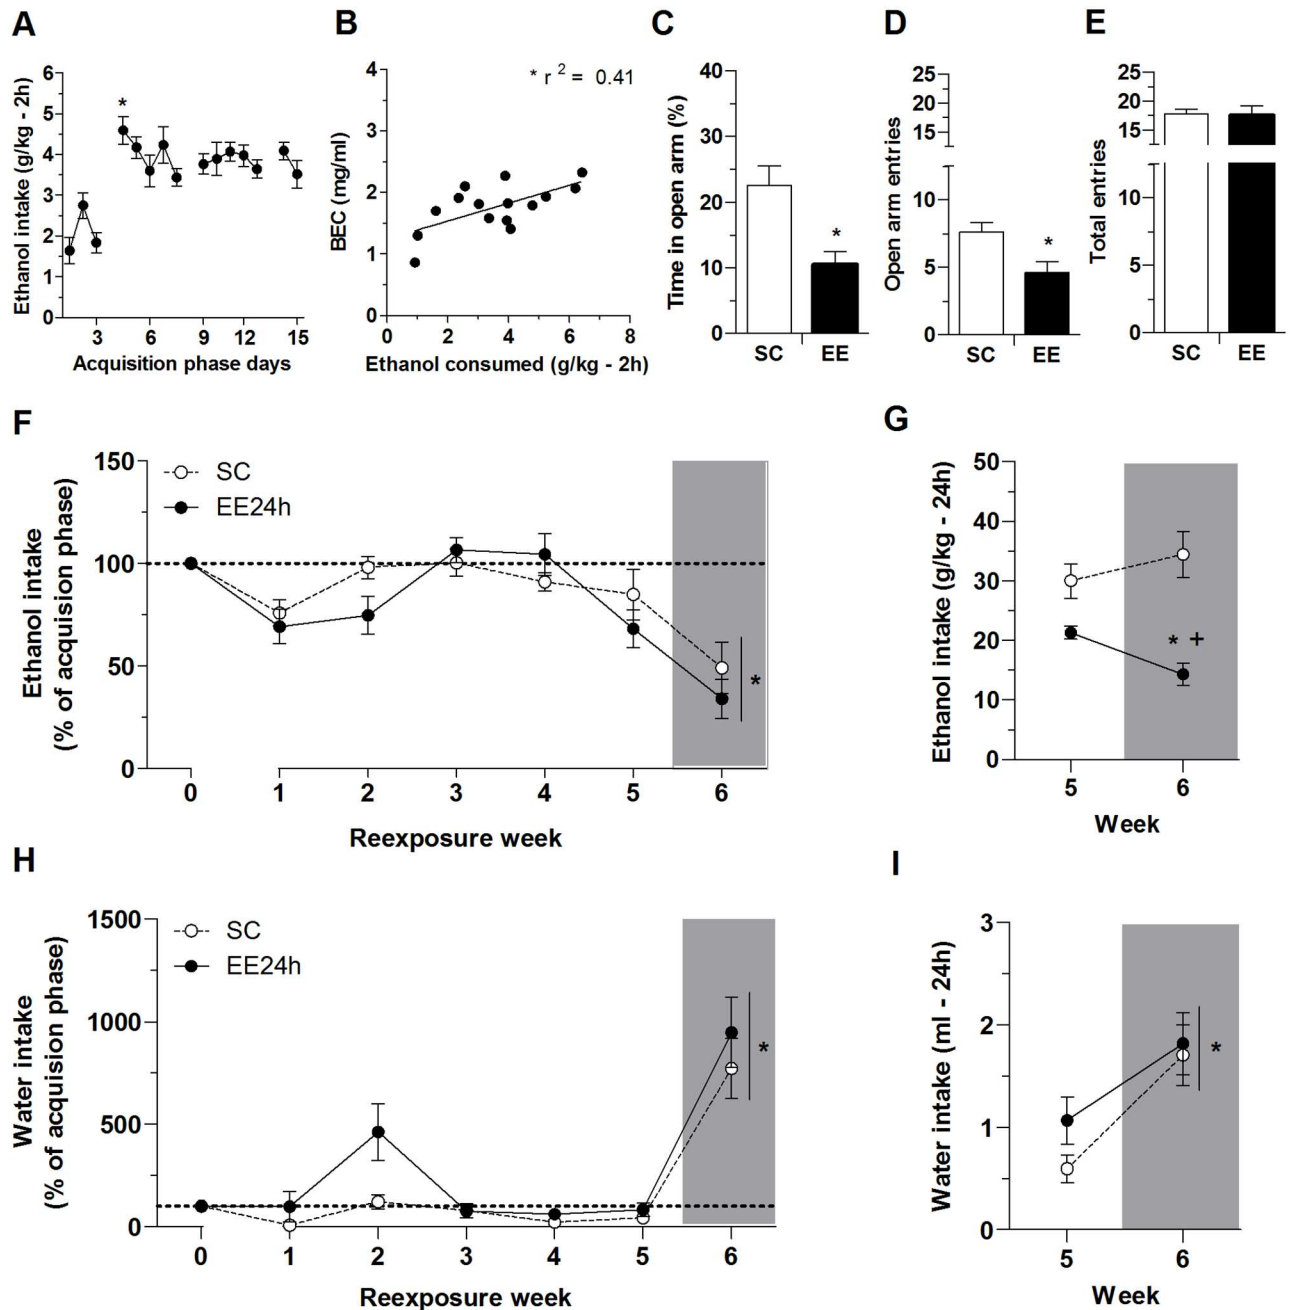 A
Ethanol intake (g/kg - 2h)
6
5
4
3
2
1
0
*
3
6
9
12
15
Acquisition phase days
B
BEC (mg/ml)
4
3
2
1
0
* r 2 = 0.41
0
2
4
6
8
Ethanol consumed (g/kg - 2h)
C
Time in open arm (%)
40
30
20
10
0
*
SC
EE
D
Open arm entries
25
20
15
10
5
0
*
SC
EE
E
Total entries
25
20
15
10
5
0
SC
EE
F
Ethanol intake
(% of acquision phase)
150
100
50
0
SC
EE24h
*
0
1
2
3
4
5
6
Reexposure week
G
Ethanol intake (g/kg - 24h)
50
40
30
20
10
0
* +
5
6
Week
H
Water intake
(% of acquision phase)
1500
1000
500
0
SC
EE24h
*
0
1
2
3
4
5
6
Reexposure week
I
Water intake (ml - 24h)
3
2
1
0
*
5
6
Week